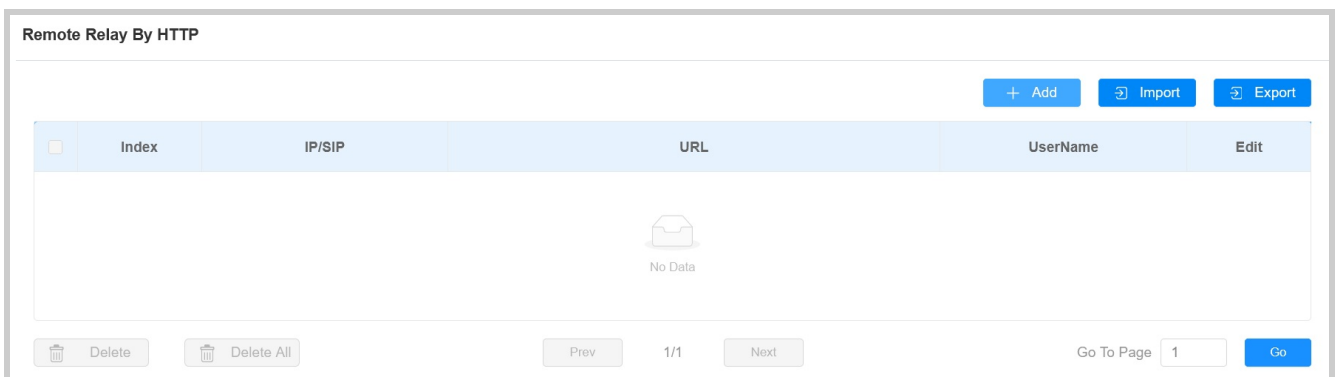 Remote Relay By HTTP
+ Add Import Export
Index IP/SIP URL UserName Edit
No Data
Delete Delete All Prev 1/1 Next Go To Page 1 Go